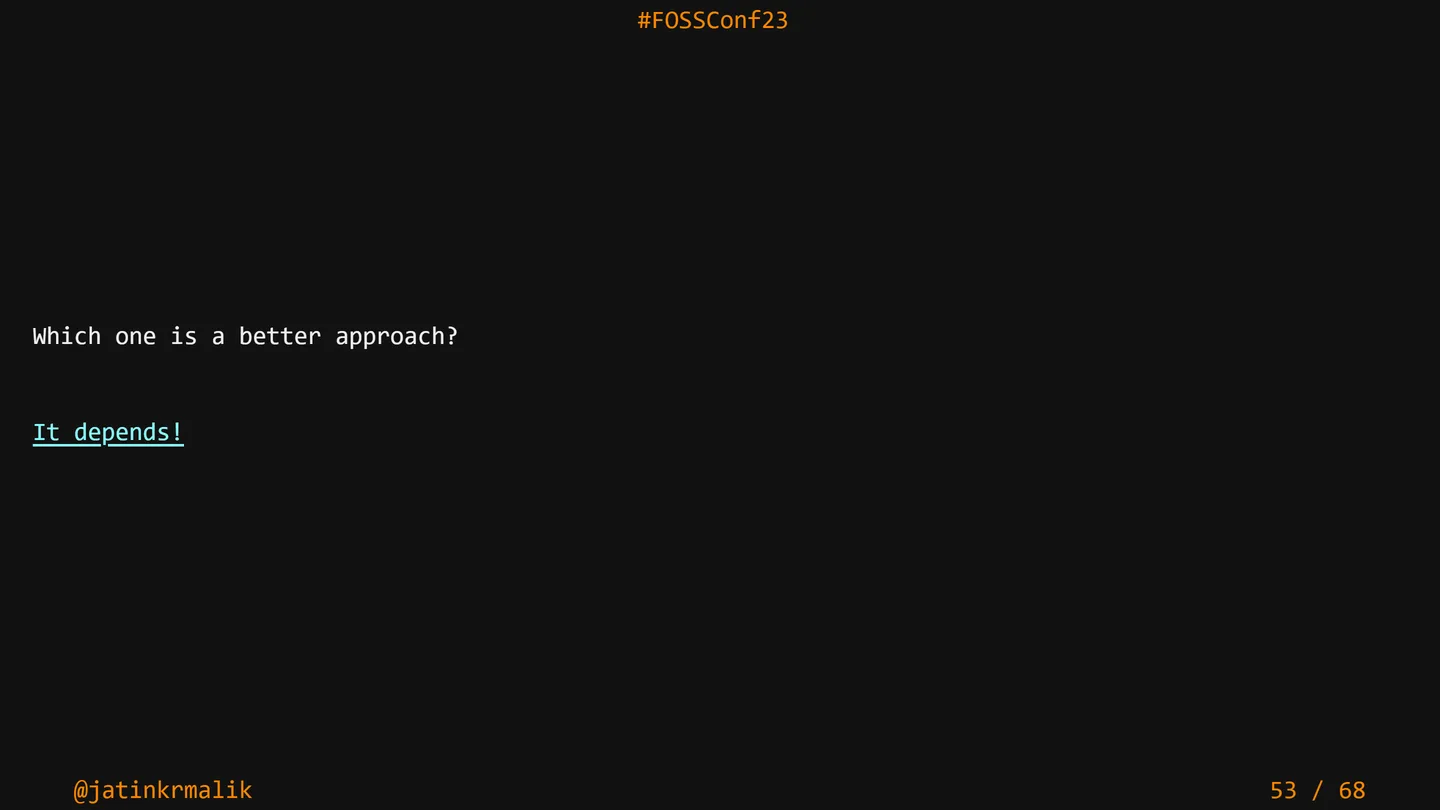 #FOSSConf23
Which one is a better approach?
It depends!
@jatinkrmalik
53 / 68